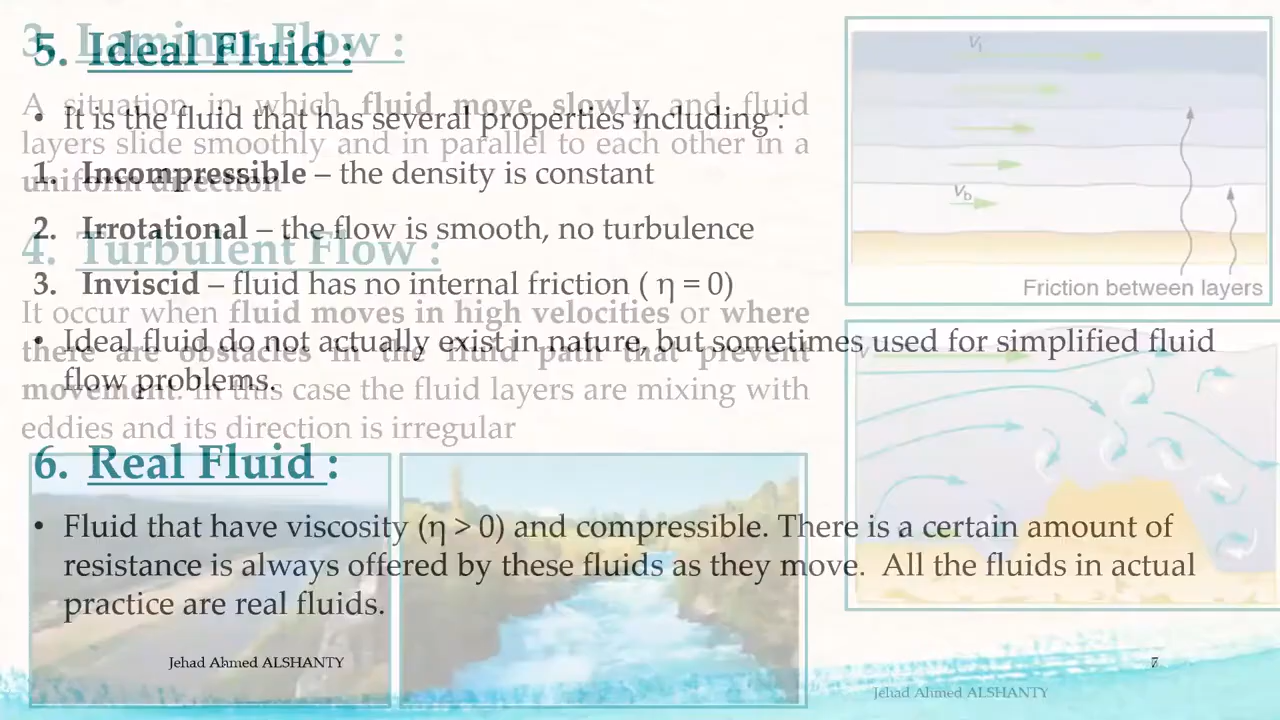 3. Laminar Flow :
A situation in which fluid move slowly and fluid
layers slide smoothly and in parallel to each other in a
uniform direction
4. Turbulent Flow :
It occur when fluid moves in high velocities or where
there are obstacles in the fluid path that prevent
movement. In this case the fluid layers are mixing with
eddies and its direction is irregular
5. Ideal Fluid :
• It is the fluid that has several properties including :
1. Incompressible – the density is constant
2. Irrotational – the flow is smooth, no turbulence
3. Inviscid – fluid has no internal friction ( η = 0)
• Ideal fluid do not actually exist in nature, but sometimes used for simplified fluid
flow problems.
6. Real Fluid :
• Fluid that have viscosity (η > 0) and compressible. There is a certain amount of
resistance is always offered by these fluids as they move. All the fluids in actual
practice are real fluids.
Vt
Vb
Friction between layers
Jehad Ahmed ALSHANTY
Jehad Ahmed ALSHANTY